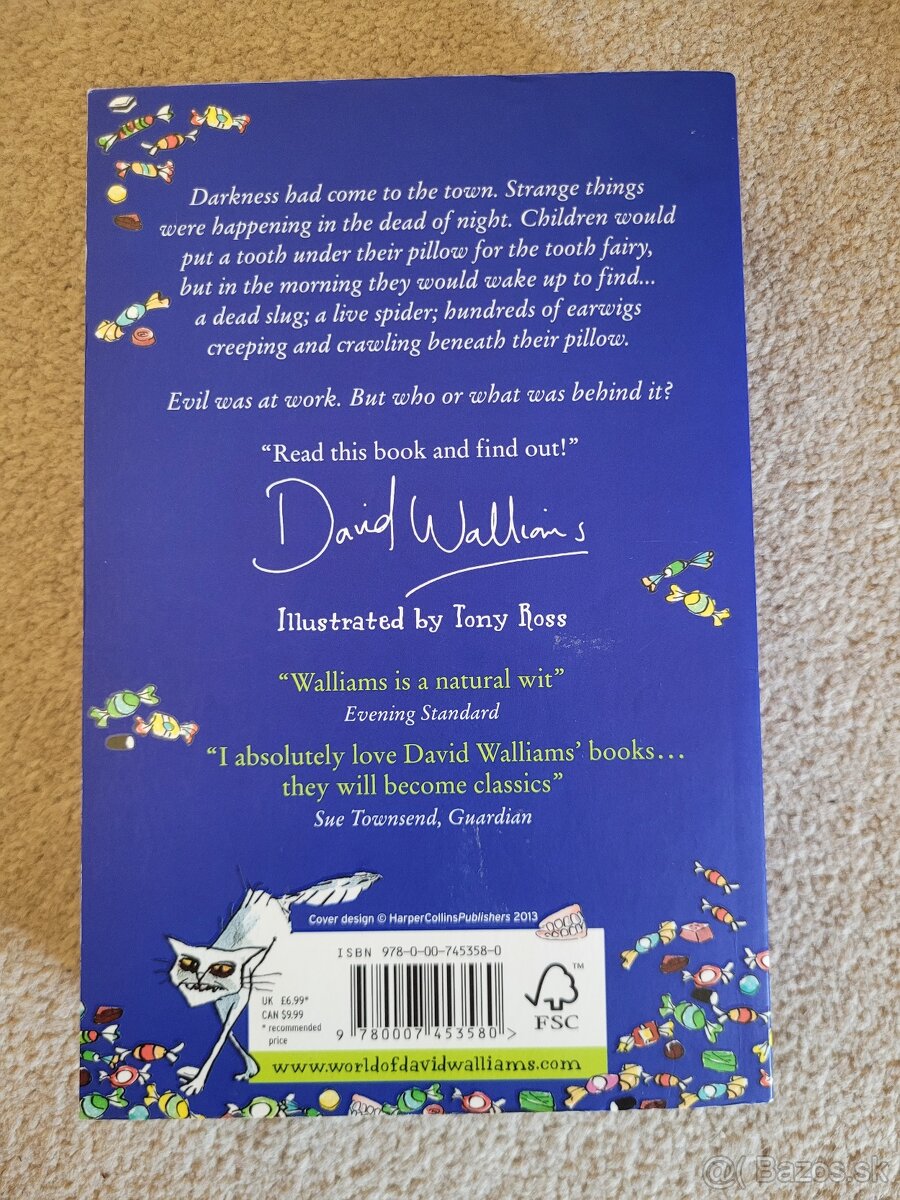 Darkness had come to the town. Strange things
were happening in the dead of night. Children would
put a tooth under their pillow for the tooth fairy,
but in the morning they would wake up to find...
a dead slug; a live spider; hundreds of earwigs
creeping and crawling beneath their pillow.
Evil was at work. But who or what was behind it?
“Read this book and find out!”
David Walliams
Illustrated by Tony Ross
“Walliams is a natural wit”
Evening Standard
“I absolutely love David Walliams’ books...
they will become classics”
Sue Townsend, Guardian
Cover design © HarperCollinsPublishers 2013
ISBN 978-0-00-745358-0
UK £6.99*
CAN $9.99
* recommended
price
9 780007 453580 >
FSC
™
www.worldofdavidwalliams.com
@( Bazos.sk